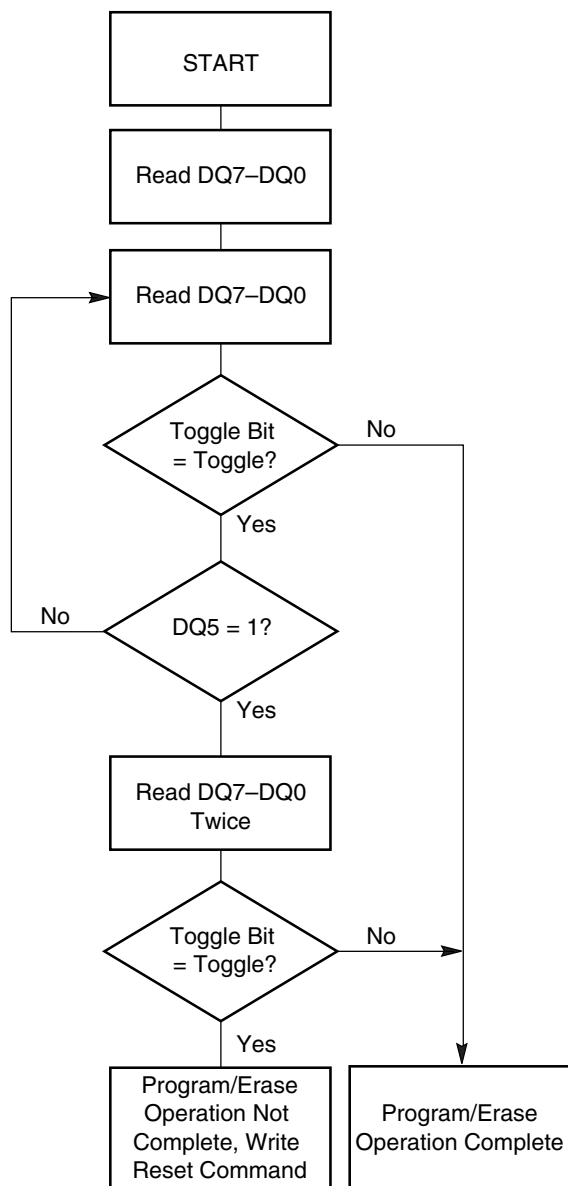 START
Read DQ7–DQ0
Read DQ7–DQ0
Toggle Bit
= Toggle?
No
Yes
No
DQ5 = 1?
Yes
Read DQ7–DQ0
Twice
Toggle Bit
= Toggle?
No
Yes
Program/Erase
Operation Not
Complete, Write
Reset Command
Program/Erase
Operation Complete